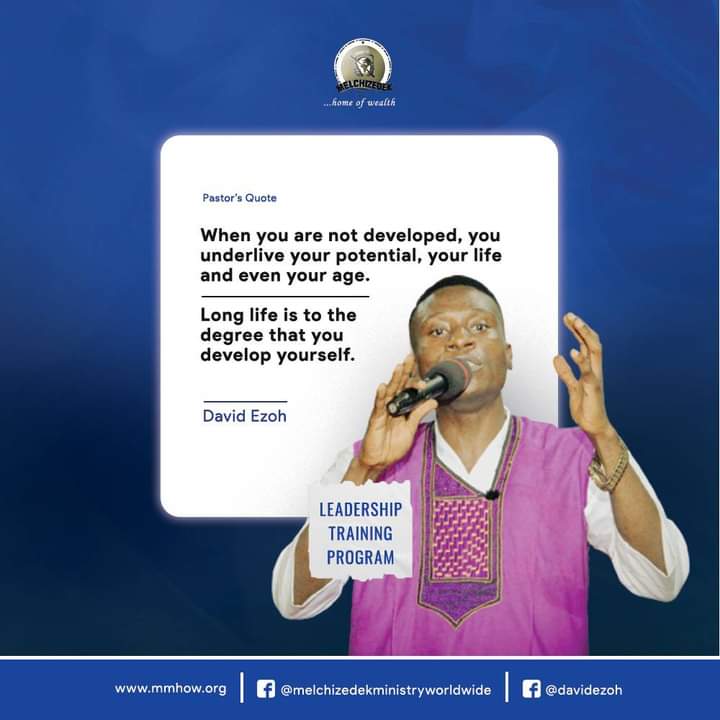 MELCHIZEDEK
...home of wealth
Pastor's Quote
When you are not developed, you
underlive your potential, your life
and even your age.
Long life is to the
degree that you
develop yourself.
David Ezoh
LEADERSHIP
TRAINING
PROGRAM
www.mmhow.org
@melchizedekministryworldwide
@davidezoh